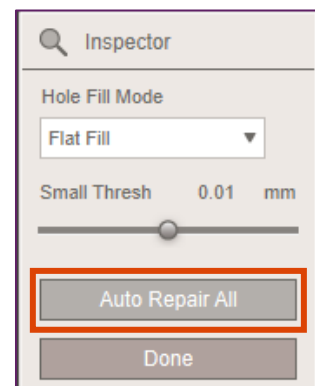 Inspector
Hole Fill Mode
Flat Fill
Small Thresh 0.01 mm
Auto Repair All
Done